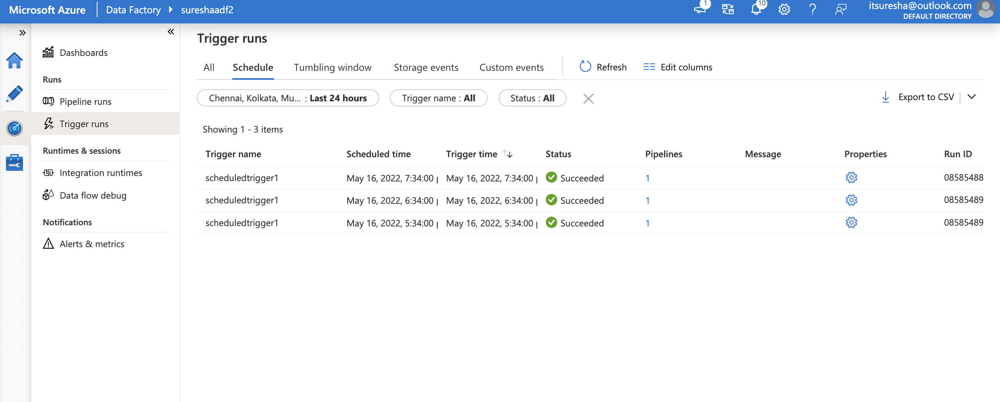 Microsoft Azure Data Factory sureshaadf2 1 10 itsuresha@outlook.com
DEFAULT DIRECTORY
Dashboards
Runs
Pipeline runs
Trigger runs
Runtimes & sessions
Integration runtimes
Data flow debug
Notifications
Alerts & metrics
Trigger runs
All Schedule Tumbling window Storage events Custom events Refresh Edit columns
Chennai, Kolkata, Mu... : Last 24 hours Trigger name : All Status : All Export to CSV
Showing 1 - 3 items
Trigger name Scheduled time Trigger time Status Pipelines Message Properties Run ID
scheduledtrigger1 May 16, 2022, 7:34:00 May 16, 2022, 7:34:00 Succeeded 1 08585488
scheduledtrigger1 May 16, 2022, 6:34:00 May 16, 2022, 6:34:00 Succeeded 1 08585489
scheduledtrigger1 May 16, 2022, 5:34:00 May 16, 2022, 5:34:00 Succeeded 1 08585489